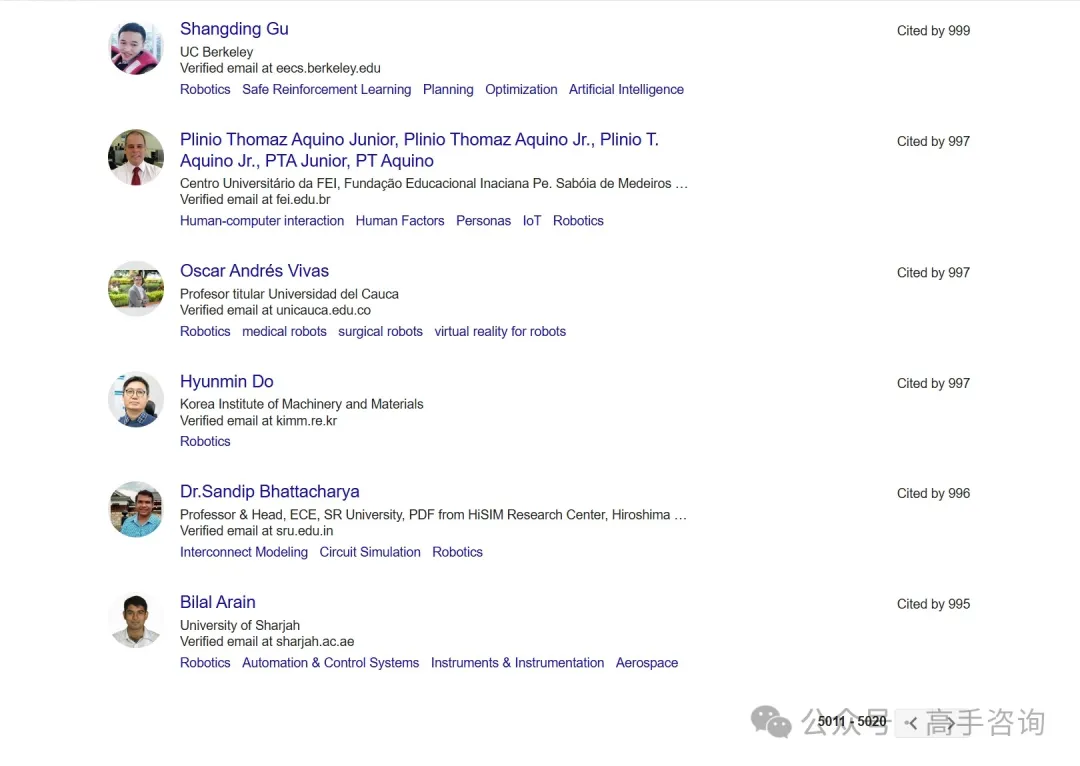 Shangding Gu
Cited by 999
UC Berkeley
Verified email at eecs.berkeley.edu
Robotics Safe Reinforcement Learning Planning Optimization Artificial Intelligence
Plinio Thomaz Aquino Junior, Plinio Thomaz Aquino Jr., Plinio T.
Aquino Jr., PTA Junior, PT Aquino
Cited by 997
Centro Universitário da FEI, Fundação Educacional Inaciana Pe. Sabóia de Medeiros …
Verified email at fei.edu.br
Human-computer interaction Human Factors Personas IoT Robotics
Oscar Andrés Vivas
Cited by 997
Profesor titular Universidad del Cauca
Verified email at unicauca.edu.co
Robotics medical robots surgical robots virtual reality for robots
Hyunmin Do
Cited by 997
Korea Institute of Machinery and Materials
Verified email at kimm.re.kr
Robotics
Dr.Sandip Bhattacharya
Cited by 996
Professor & Head, ECE, SR University, PDF from HiSIM Research Center, Hiroshima …
Verified email at sru.edu.in
Interconnect Modeling Circuit Simulation Robotics
Bilal Arain
Cited by 995
University of Sharjah
Verified email at sharjah.ac.ae
Robotics Automation & Control Systems Instruments & Instrumentation Aerospace
5011 - 5020
公众号 · 高手咨询